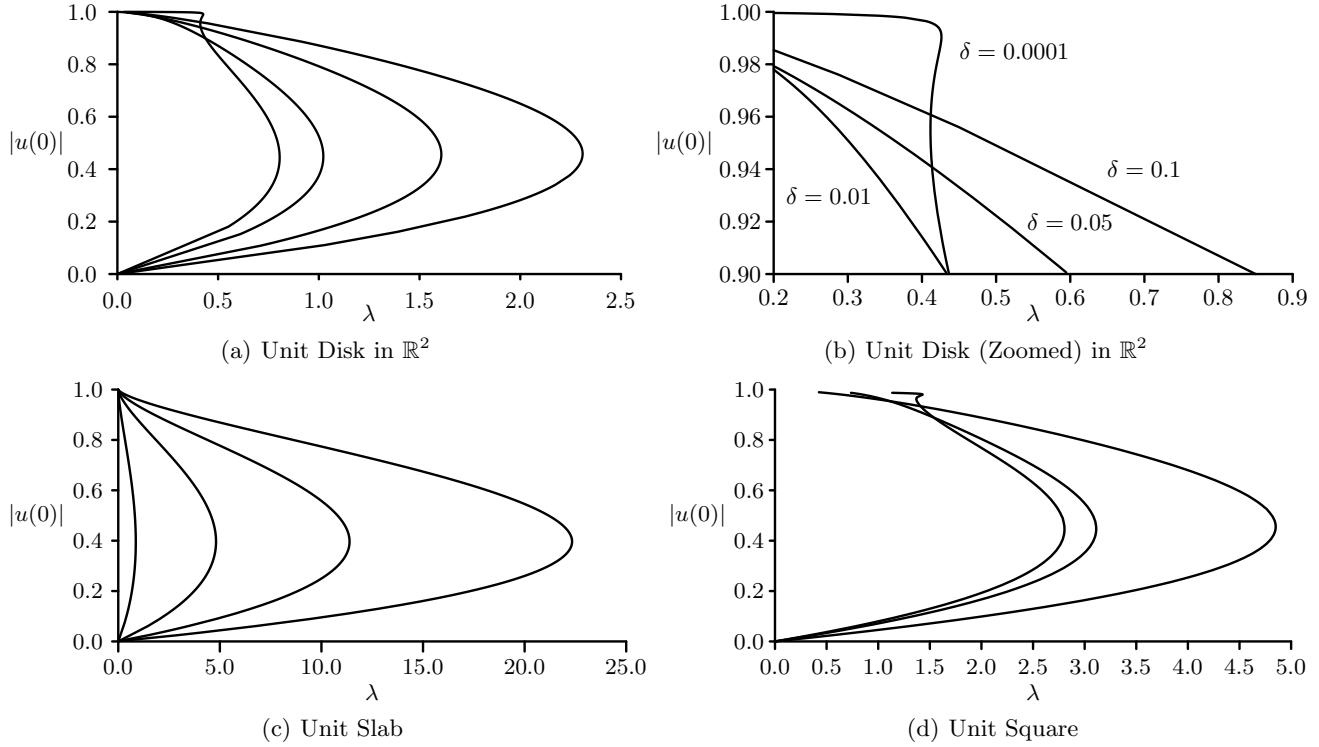 1.0
0.8
0.6
|u(0)|
0.4
0.2
0.0
0.0 0.5 1.0 1.5 2.0 2.5
λ
(a) Unit Disk in ℝ²
1.00
0.98
0.96
|u(0)|
0.94
0.92
0.90
δ = 0.0001
δ = 0.1
δ = 0.01
δ = 0.05
0.2 0.3 0.4 0.5 0.6 0.7 0.8 0.9
λ
(b) Unit Disk (Zoomed) in ℝ²
1.0
0.8
0.6
|u(0)|
0.4
0.2
0.0
0.0 5.0 10.0 15.0 20.0 25.0
λ
(c) Unit Slab
1.0
0.8
0.6
|u(0)|
0.4
0.2
0.0
0.0 0.5 1.0 1.5 2.0 2.5 3.0 3.5 4.0 4.5 5.0
λ
(d) Unit Square